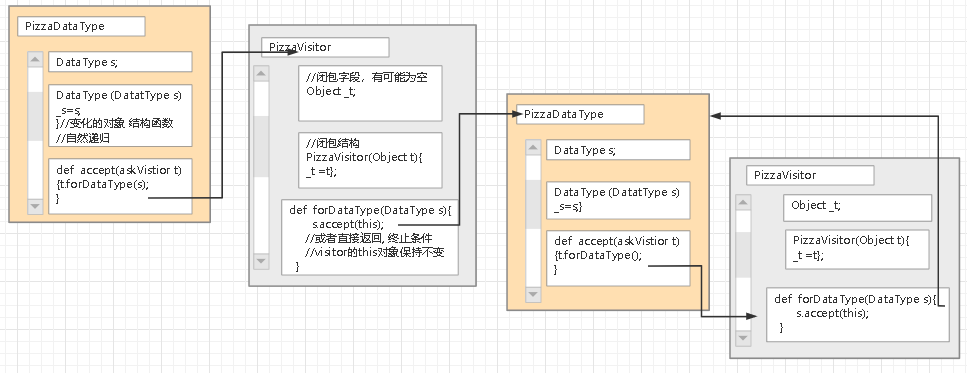 PizzaDataType
DataType s;
DataType (DatatType s)
_s=s;
}//变化的对象 结构函数
//自然递归
def accept(askVistior t)
{t.forDataType(s);
}
PizzaVisitor
//闭包字段，有可能为空
Object _t;
//闭包结构
PizzaVisitor(Object t){
_t =t};
def forDataType(DataType s){
s.accept(this);
//或者直接返回, 终止条件
//visitor的this对象保持不变
}
PizzaDataType
DataType s;
DataType (DatatType s)
_s=s;}
def accept(askVistior t)
{t.forDataType();
}
PizzaVisitor
Object _t;
PizzaVisitor(Object t){
_t =t};
def forDataType(DataType s){
s.accept(this);
}